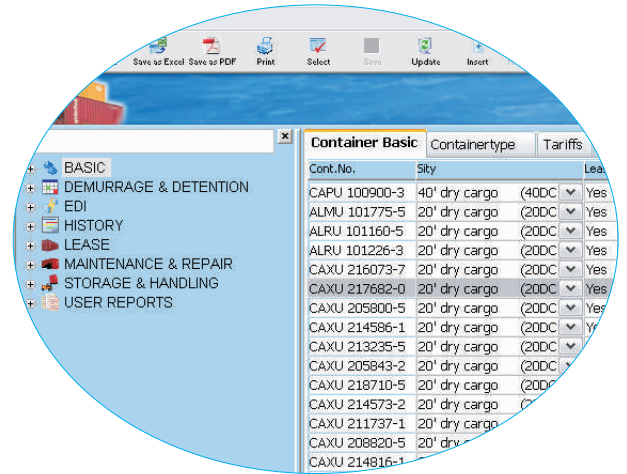 Save as Excel Save as PDF Print Select Save Update Insert
Container Basic Containertype Tariffs
BASIC
DEMURRAGE & DETENTION
EDI
HISTORY
LEASE
MAINTENANCE & REPAIR
STORAGE & HANDLING
USER REPORTS
Cont.No. Sity
CAPU 100900-3 40' dry cargo (40DC Yes
ALMU 101775-5 20' dry cargo (20DC Yes
ALRU 101160-5 20' dry cargo (20DC Yes
ALRU 101226-3 20' dry cargo (20DC Yes
CAXU 216073-7 20' dry cargo (20DC Yes
CAXU 217682-0 20' dry cargo (20DC Yes
CAXU 205800-5 20' dry cargo (20DC Yes
CAXU 214586-1 20' dry cargo (20DC
CAXU 213235-5 20' dry cargo (20DC
CAXU 205843-2 20' dry cargo (20DC
CAXU 218710-5 20' dry cargo
CAXU 214573-2 20' dry cargo
CAXU 211737-1 20' dry cargo
CAXU 208820-5 20' dry
CAXU 214816-1